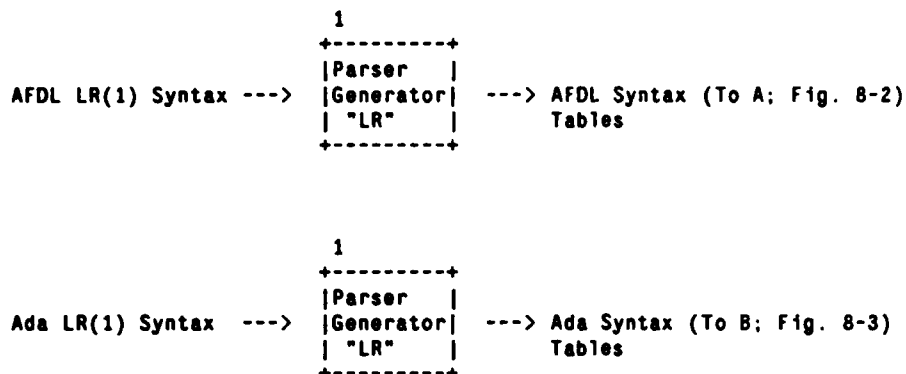 1
+----------+
|Parser    |
AFDL LR(1) Syntax ---> |Generator| ---> AFDL Syntax (To A; Fig. 8-2)
| "LR"     | Tables
+----------+
1
+----------+
|Parser    |
Ada LR(1) Syntax ---> |Generator| ---> Ada Syntax (To B; Fig. 8-3)
| "LR"     | Tables
+----------+